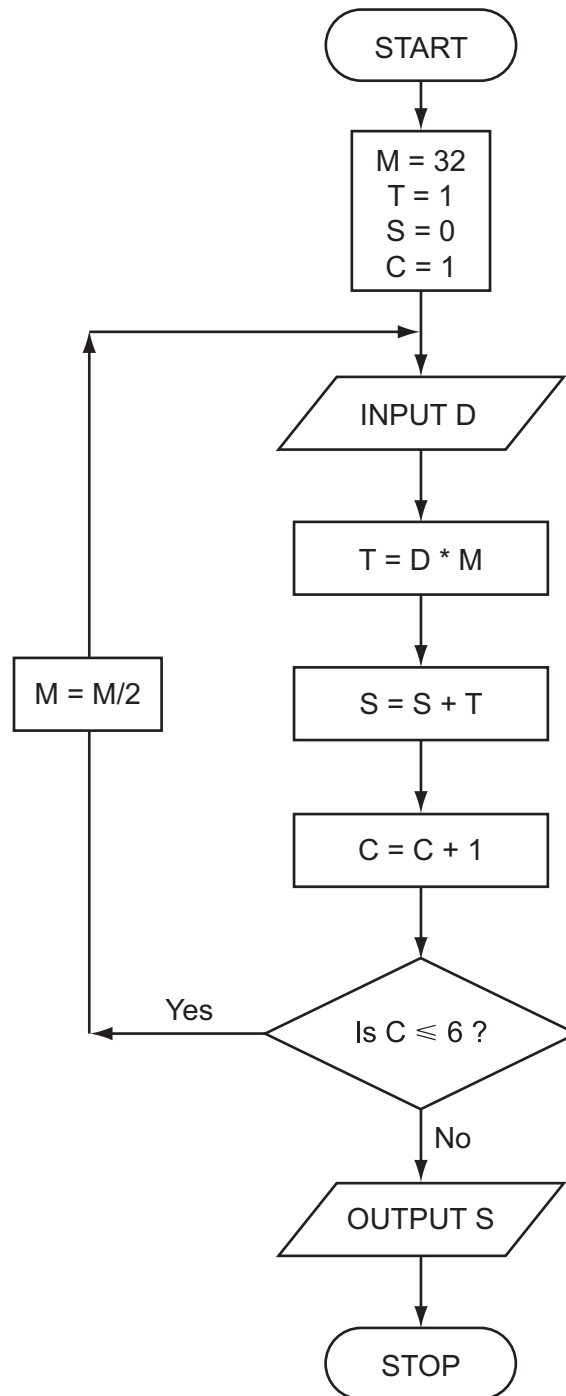 START
M = 32
T = 1
S = 0
C = 1
INPUT D
T = D * M
M = M/2
S = S + T
C = C + 1
Yes
Is C ⩽ 6 ?
No
OUTPUT S
STOP